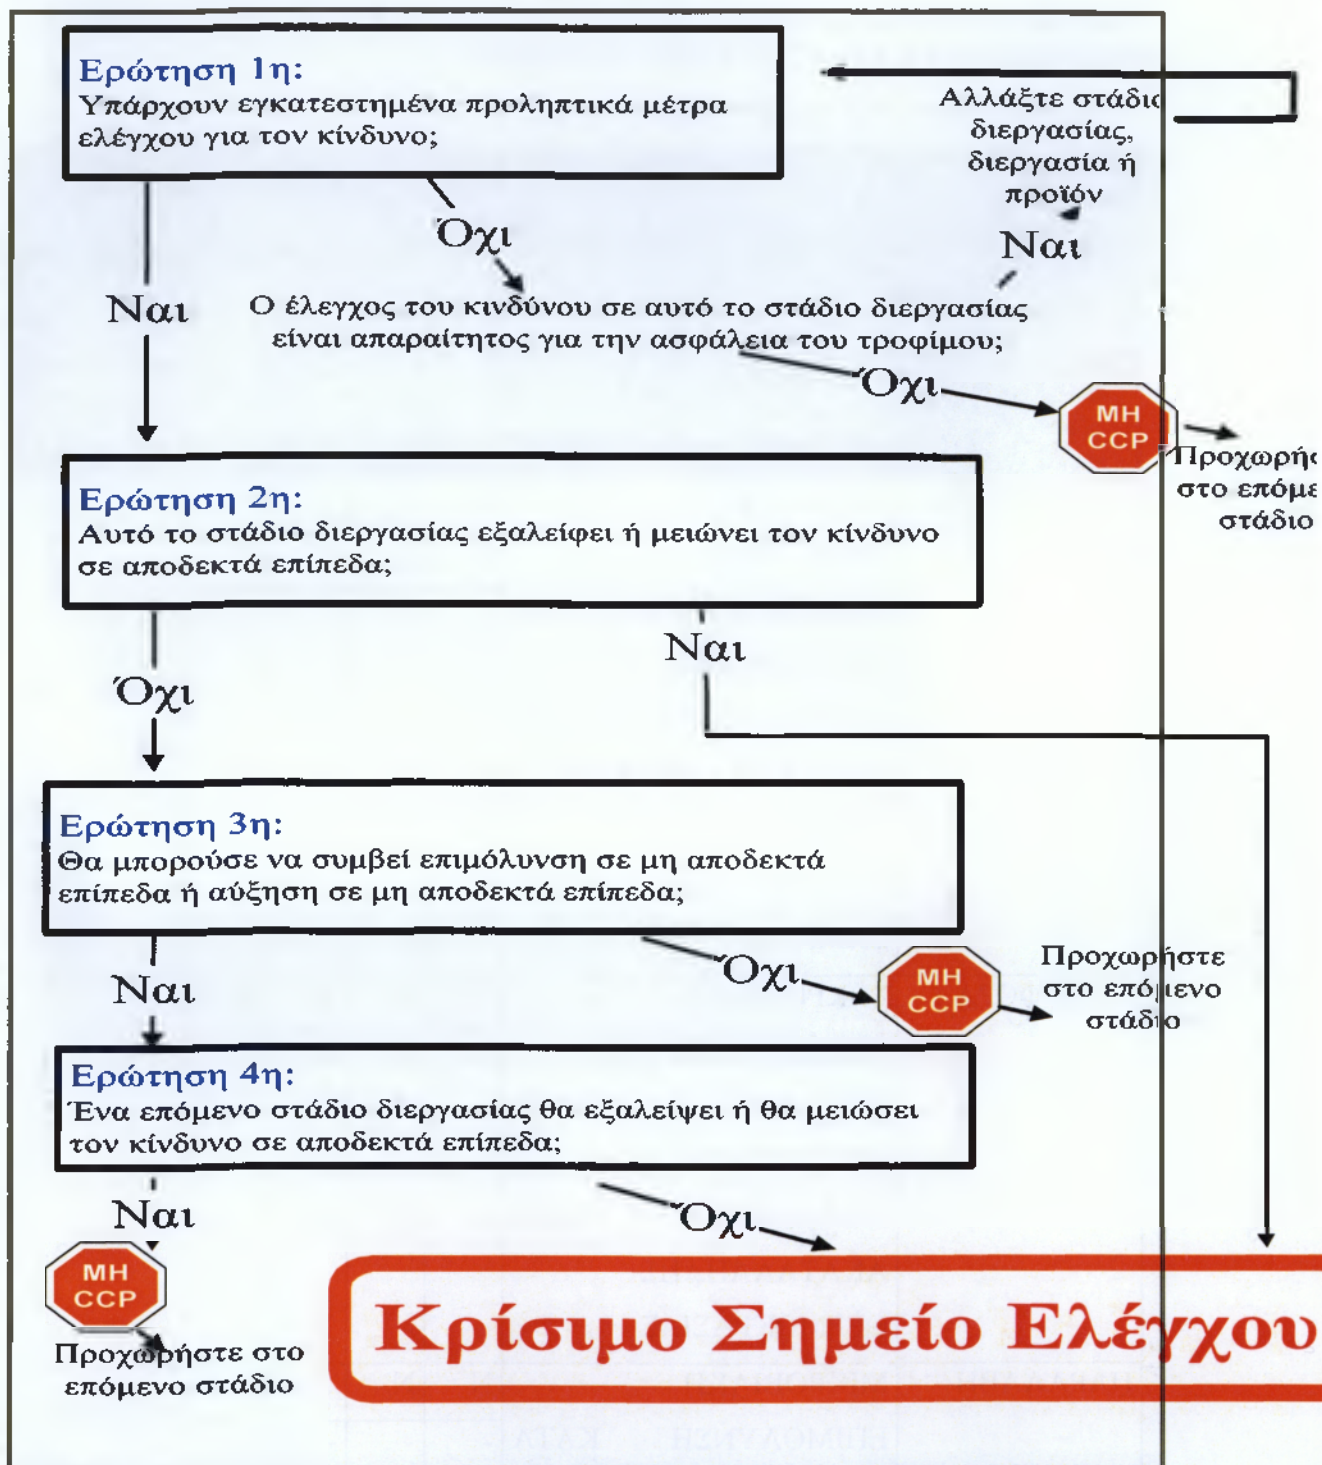 Ερώτηση 1η:
Υπάρχουν εγκατεστημένα προληπτικά μέτρα
ελέγχου για τον κίνδυνο;
Αλλάξτε στάδιο
διεργασίας,
διεργασία ή
προϊόν
Όχι
Ναι
Ναι
Ο έλεγχος του κινδύνου σε αυτό το στάδιο διεργασίας
είναι απαραίτητος για την ασφάλεια του τροφίμου;
Όχι
ΜΗ
CCP
Προχωρήσ
στο επόμε
στάδιο
Ερώτηση 2η:
Αυτό το στάδιο διεργασίας εξαλείφει ή μειώνει τον κίνδυνο
σε αποδεκτά επίπεδα;
Ναι
Όχι
Ερώτηση 3η:
Θα μπορούσε να συμβεί επιμόλυνση σε μη αποδεκτά
επίπεδα ή αύξηση σε μη αποδεκτά επίπεδα;
Όχι
ΜΗ
CCP
Προχωρήστε
στο επόμενο
στάδιο
Ναι
Ερώτηση 4η:
Ένα επόμενο στάδιο διεργασίας θα εξαλείψει ή θα μειώσει
τον κίνδυνο σε αποδεκτά επίπεδα;
Ναι
Όχι
ΜΗ
CCP
Προχωρήστε στο
επόμενο στάδιο
Κρίσιμο Σημείο Ελέγχου